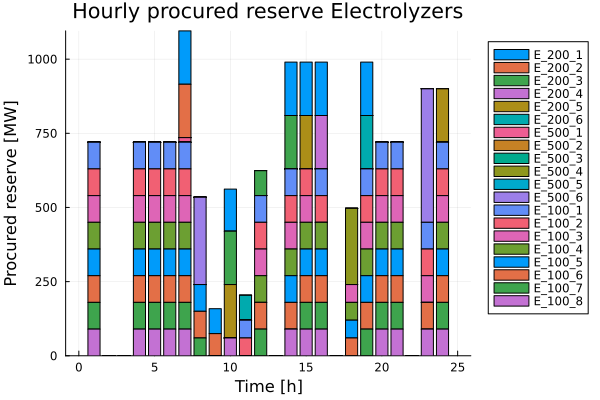 Hourly procured reserve Electrolyzers
Procured reserve [MW]
1000
750
500
250
0
0 5 10 15 20 25
Time [h]
E_200_1
E_200_2
E_200_3
E_200_4
E_200_5
E_200_6
E_500_1
E_500_2
E_500_3
E_500_4
E_500_5
E_500_6
E_100_1
E_100_2
E_100_3
E_100_4
E_100_5
E_100_6
E_100_7
E_100_8